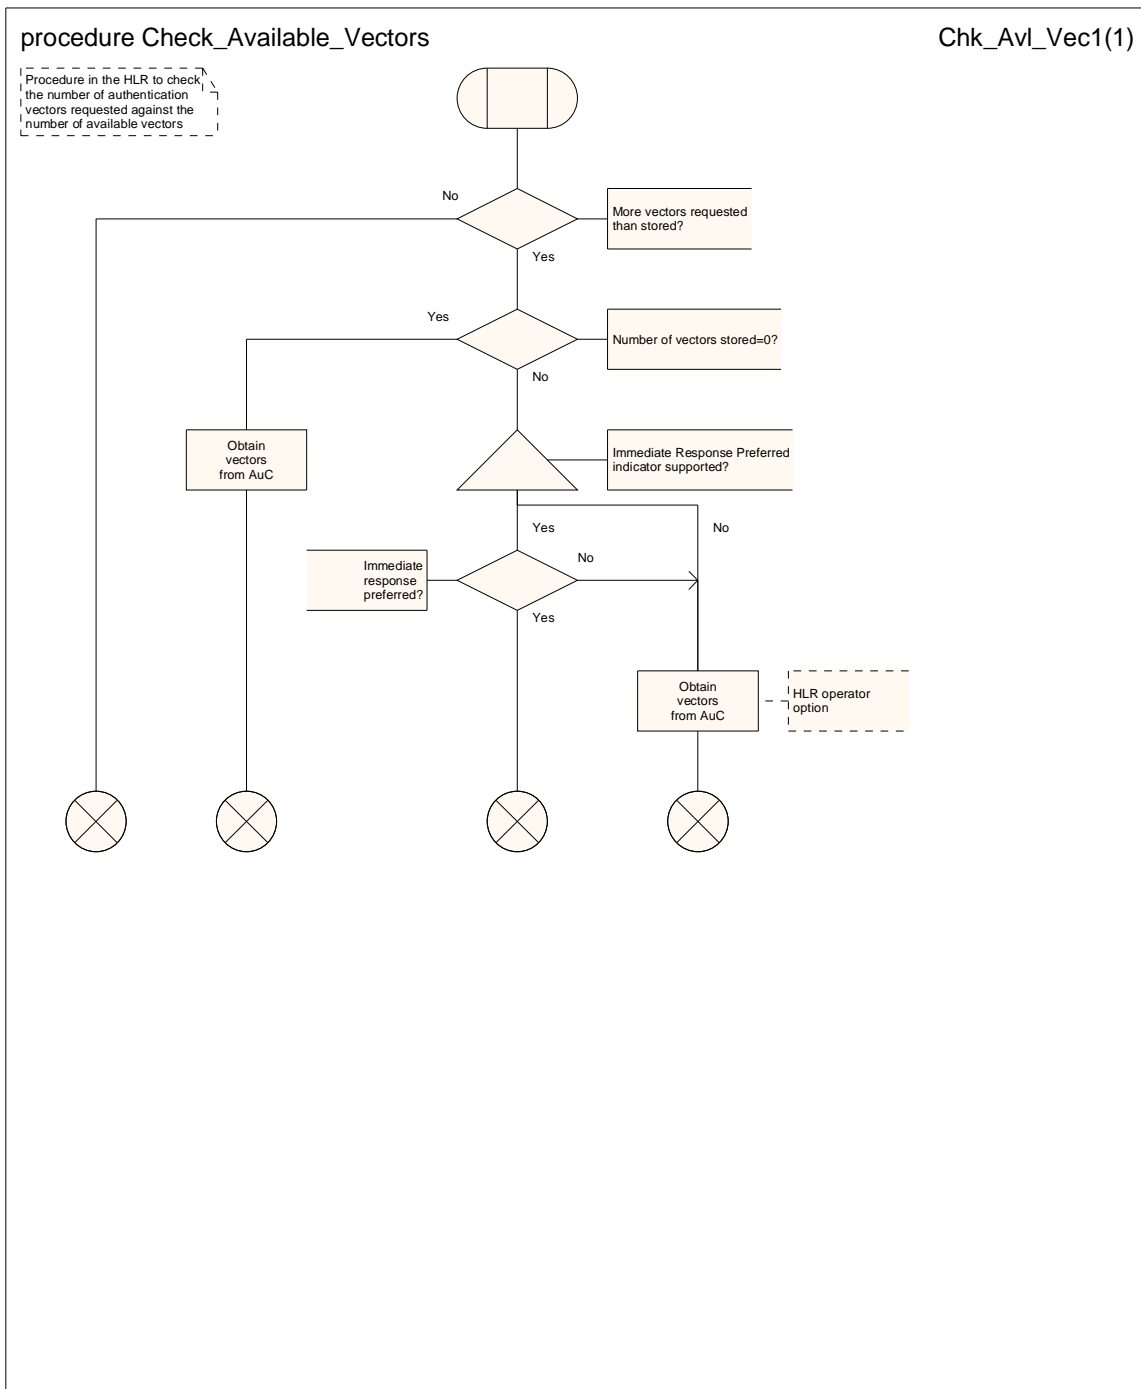 procedure Check_Available_Vectors
Chk_Avl_Vec1(1)
Procedure in the HLR to check
the number of authentication
vectors requested against the
number of available vectors
No
More vectors requested
than stored?
Yes
Yes
Number of vectors stored=0?
No
Obtain
vectors
from AuC
Immediate Response Preferred
indicator supported?
Yes
No
Immediate
response
preferred?
No
Yes
Obtain
vectors
from AuC
HLR operator
option